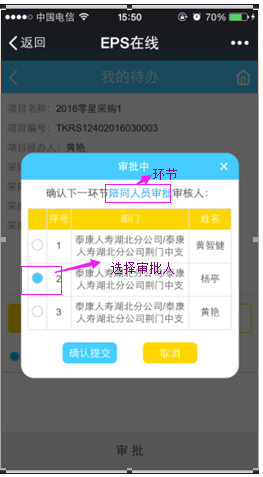 中国电信 15:50 70%
返回 EPS在线
我的待办
项目名称: 2016零星采购1
项目编号: TKRS12402016030003
项目经办人: 黄艳
审批中
环节
确认下一环节陪同人员审批审核人:
序号 部门 姓名
1 泰康人寿湖北分公司/泰康人寿湖北分公司荆门中支 黄智健
2 泰康人寿湖北分公司/泰康人寿湖北分公司荆门中支 杨亭
选择审批人
3 泰康人寿湖北分公司/泰康人寿湖北分公司荆门中支 黄艳
确认提交 取消
审 批